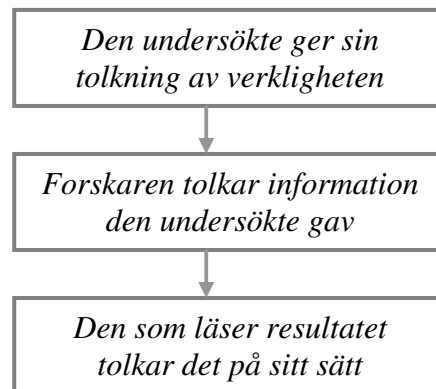 Den undersökte ger sin
tolkning av verkligheten
Forskaren tolkar information
den undersökte gav
Den som läser resultatet
tolkar det på sitt sätt